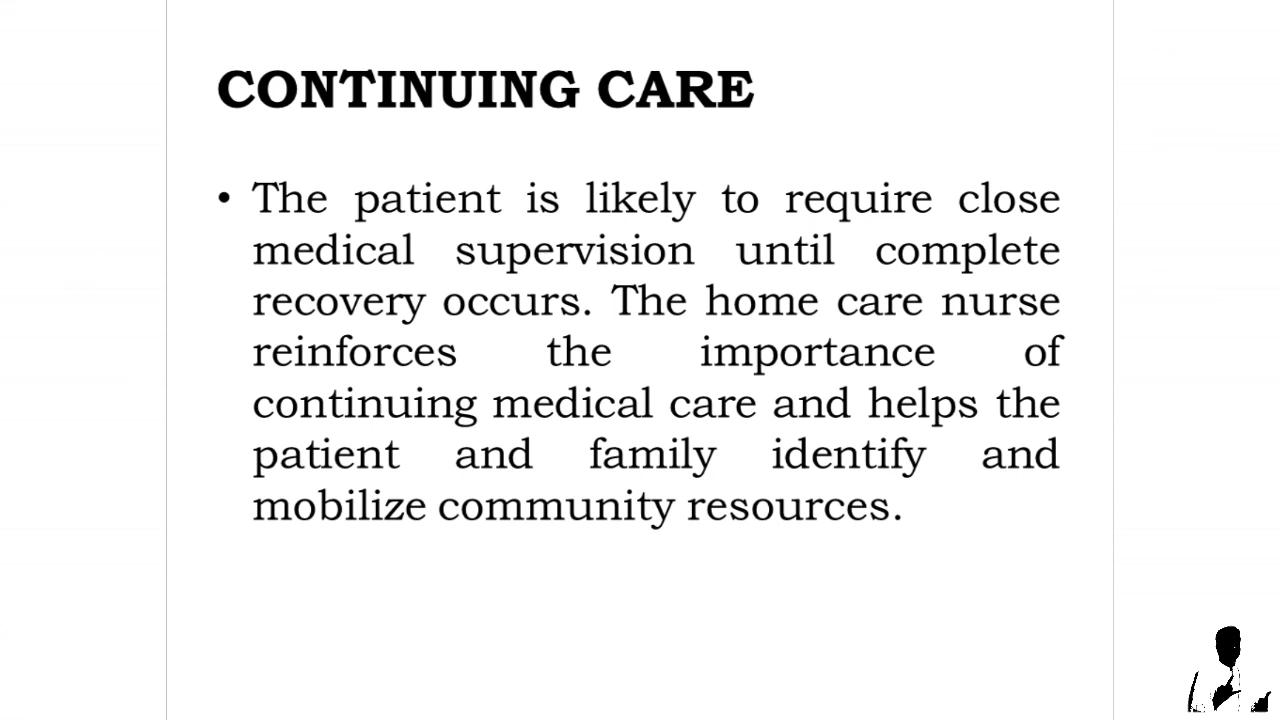 CONTINUING CARE
• The patient is likely to require close
medical supervision until complete
recovery occurs. The home care nurse
reinforces the importance of
continuing medical care and helps the
patient and family identify and
mobilize community resources.